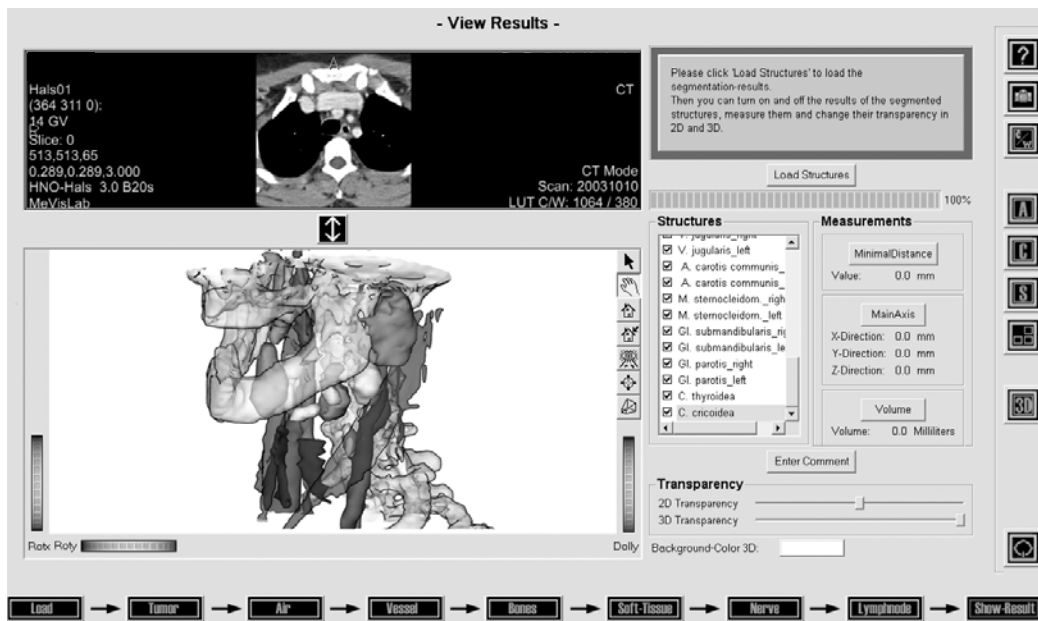 - View Results -
Hals01
(364 311 0):
14 GV
Slice: 0
513,513,65
0.289,0.289,3.000
HNO-Hals 3.0 B20s
MeVisLab
A
CT
CT Mode
Scan: 20031010
LUT C/W: 1064 / 380
Please click 'Load Structures' to load the
segmentation-results.
Then you can turn on and off the results of the segmented
structures, measure them and change their transparency in
2D and 3D.
Load Structures
100%
Structures
V. jugularis_right
V. jugularis_left
A. carotis communis_
A. carotis communis_
M. sternocleidom._righ
M. sternocleidom._left
Gl. submandibularis_rig
Gl. submandibularis_le
Gl. parotis_right
Gl. parotis_left
C. thyroidea
C. cricoidea
Measurements
MinimalDistance
Value: 0.0 mm
MainAxis
X-Direction: 0.0 mm
Y-Direction: 0.0 mm
Z-Direction: 0.0 mm
Volume
Volume: 0.0 Milliliters
Enter Comment
Transparency
2D Transparency
3D Transparency
Background-Color 3D:
Rotx Roty
Dolly
?
A
C
S
3D
Load
Tumor
Air
Vessel
Bones
Soft-Tissue
Nerve
Lymphnode
Show-Result